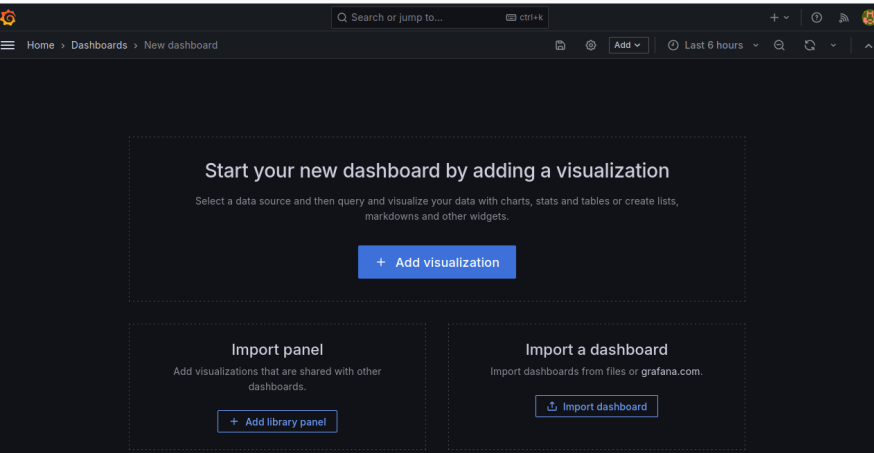 Search or jump to... ctrl+k
Home › Dashboards › New dashboard Add Last 6 hours
Start your new dashboard by adding a visualization
Select a data source and then query and visualize your data with charts, stats and tables or create lists,
markdowns and other widgets.
+ Add visualization
Import panel
Add visualizations that are shared with other
dashboards.
+ Add library panel
Import a dashboard
Import dashboards from files or grafana.com.
Import dashboard